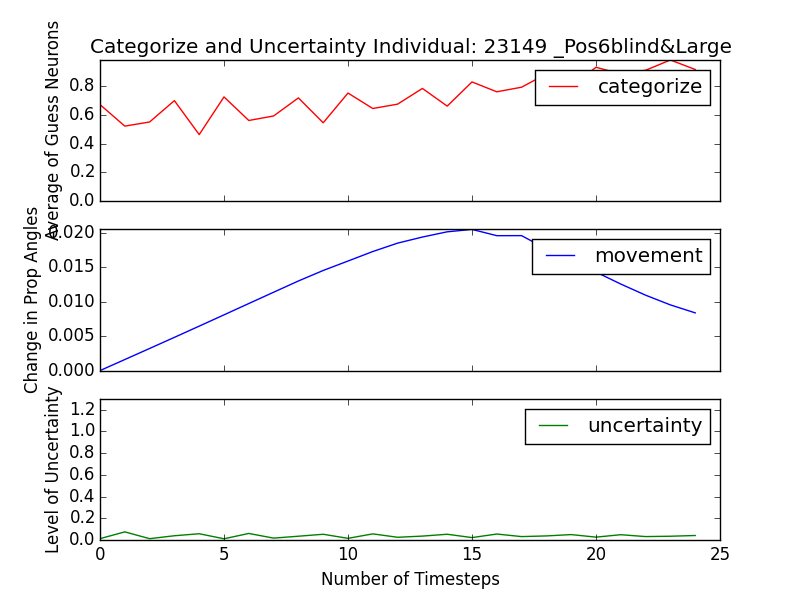 Categorize and Uncertainty Individual: 23149 _Pos6blind&Large
Average of Guess Neurons
0.8
0.6
0.4
0.2
0.0
categorize
Change in Prop Angles
0.020
0.015
0.010
0.005
0.000
movement
Level of Uncertainty
1.2
1.0
0.8
0.6
0.4
0.2
0.0
uncertainty
0 5 10 15 20 25
Number of Timesteps